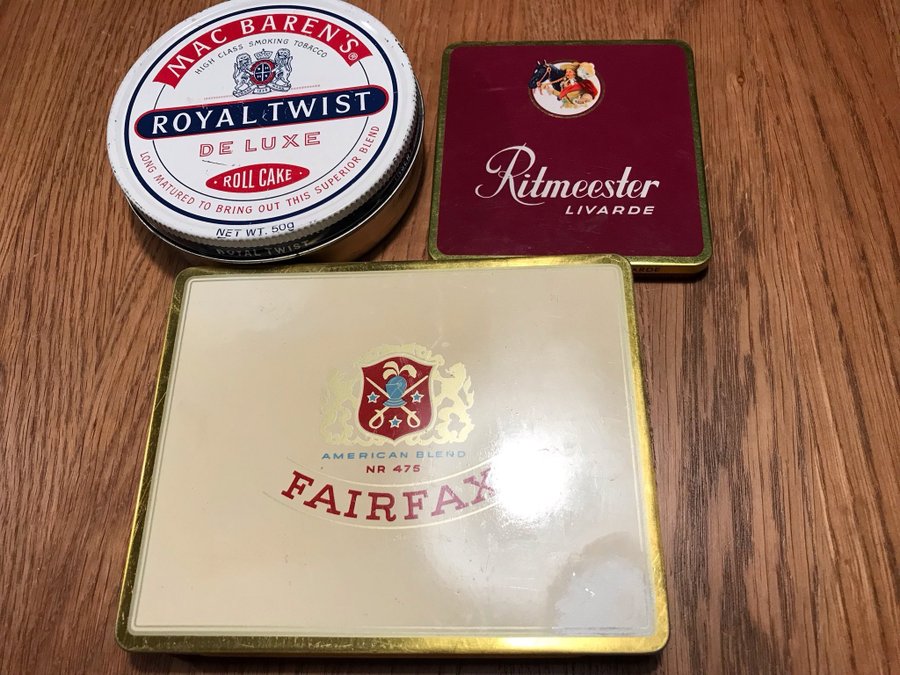 MAC BAREN'S®
HIGH CLASS SMOKING TOBACCO
ROYAL TWIST
DE LUXE
ROLL CAKE
LONG MATURED TO BRING OUT THIS SUPERIOR BLEND
NET WT. 50g
ROYAL TWIST
Ritmeester
LIVARDE
AMERICAN BLEND
NR 475
FAIRFAX